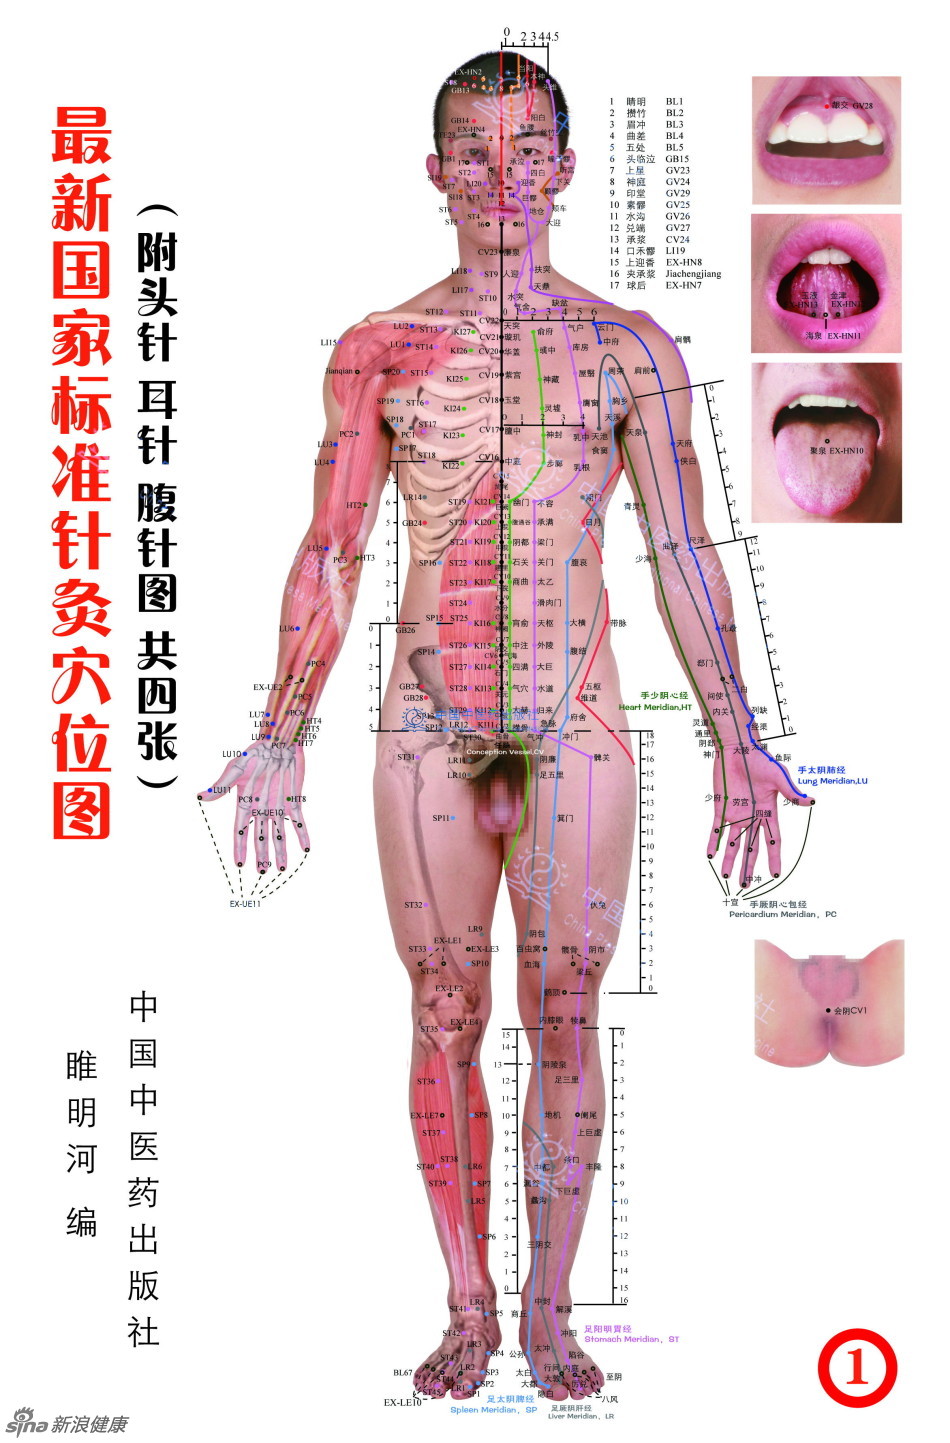 最新国家标准针灸穴位图
(附头针 耳针 腹针图 共四张)
中国中医药出版社
睢明河 编
1 睛明 BL1
2 攒竹 BL2
3 眉冲 BL3
4 曲差 BL4
5 五处 BL5
6 头临泣 GB15
7 上星 GV23
8 神庭 GV24
9 印堂 GV29
10 素髎 GV25
11 水沟 GV26
12 兑端 GV27
13 承浆 CV24
14 口禾髎 LI19
15 上迎香 EX-HN8
16 夹承浆 Jiachengjiang
17 球后 EX-HN7
龈交 GV28
金津
海泉 EX-HN11
聚泉 EX-HN10
会阴CV1
0 1 2 3 4 4.5
EX-HN2
GB13
GB14
EX-HN4
阳白
鱼腰
承泣
四白
迎香
巨髎
地仓
颊车
大迎
下关
LI20
ST2
ST3
ST4
ST5
ST6
ST7
SI18
CV23 廉泉
LI18
ST9 人迎
扶突
LI17
天鼎
ST10 水突
ST11 气舍
缺盆
ST12
CV22 天突
LU2
ST13
KI27
CV21 璇玑
俞府
气户
云门
LI15
LU1
ST14
KI26
CV20 华盖
彧中
库房
中府
肩髃
Jianqian
SP20
ST15
KI25
CV19 紫宫
神藏
屋翳
周荣
肩前
SP19
ST16
KI24
CV18 玉堂
灵墟
膺窗
胸乡
SP18
ST17
天溪
PC2
PC1
KI23
CV17 膻中
神封
乳中
天池
天泉
LU3
SP17
食窦
天府
LU4
ST18
KI22
CV16 中庭
步廊
乳根
侠白
LR14
ST19 KI21
幽门 不容
期门
HT2
青灵
GB24
ST20 KI20
腹通谷 承满
日月
ST21 KI19
阴都 梁门
LU5
PC3
HT3
尺泽
曲泽
少海
SP16
ST22 KI18
石关 关门
腹哀
ST23 KI17
商曲 太乙
ST24
滑肉门
LU6
孔最
GB26
SP15 ST25 KI16
肓俞 天枢 大横
带脉
ST26 KI15
中注 外陵
SP14
腹结
PC4
郄门
ST27 KI14
四满 大巨
EX-UE2
二白
PC5
间使
GB27
GB28
ST28 KI13
气穴 水道
五枢
维道
手少阴心经
Heart Meridian,HT
LU7
PC6
内关
列缺
ST29 KI12
大赫 归来
府舍
LU8
LU9
HT4
HT5
HT6
HT7
灵道
通里
阴郄
神门
经渠
太渊
大陵
SP12 LR12 KI11
ST30
横骨 气冲
急脉
冲门
PC7
LU10
鱼际
Conception Vessel,CV
ST31
LR11
阴廉
髀关
LR10
足五里
手太阴肺经
Lung Meridian,LU
LU11
少商
PC8
HT8
少府
劳宫
EX-UE10
四缝
SP11
箕门
PC9
中冲
EX-UE11
十宣
手厥阴心包经
Pericardium Meridian, PC
ST32
伏兔
LR9
阴包
EX-LE1
ST33
EX-LE3
百虫窝
髋骨
阴市
ST34
SP10
血海
梁丘
EX-LE2
鹤顶
EX-LE4
ST35
内膝眼
犊鼻
SP9
阴陵泉
ST36
足三里
EX-LE7
SP8
地机
阑尾
ST37
上巨虚
ST38
ST40
LR6
中都
条口
丰隆
ST39
SP7
漏谷
下巨虚
LR5
蠡沟
SP6
三阴交
LR4
ST41
SP5
中封
商丘
解溪
足阳明胃经
Stomach Meridian, ST
ST42
冲阳
LR3
SP4
公孙
太冲
陷谷
ST43
LR2
BL67
SP3
太白
行间
内庭
至阴
ST44
ST45
LR1
SP2
SP1
大都
大敦
隐白
厉兑
八风
EX-LE10
足太阴脾经
Spleen Meridian, SP
足厥阴肝经
Liver Meridian, LR
1
sina新浪健康